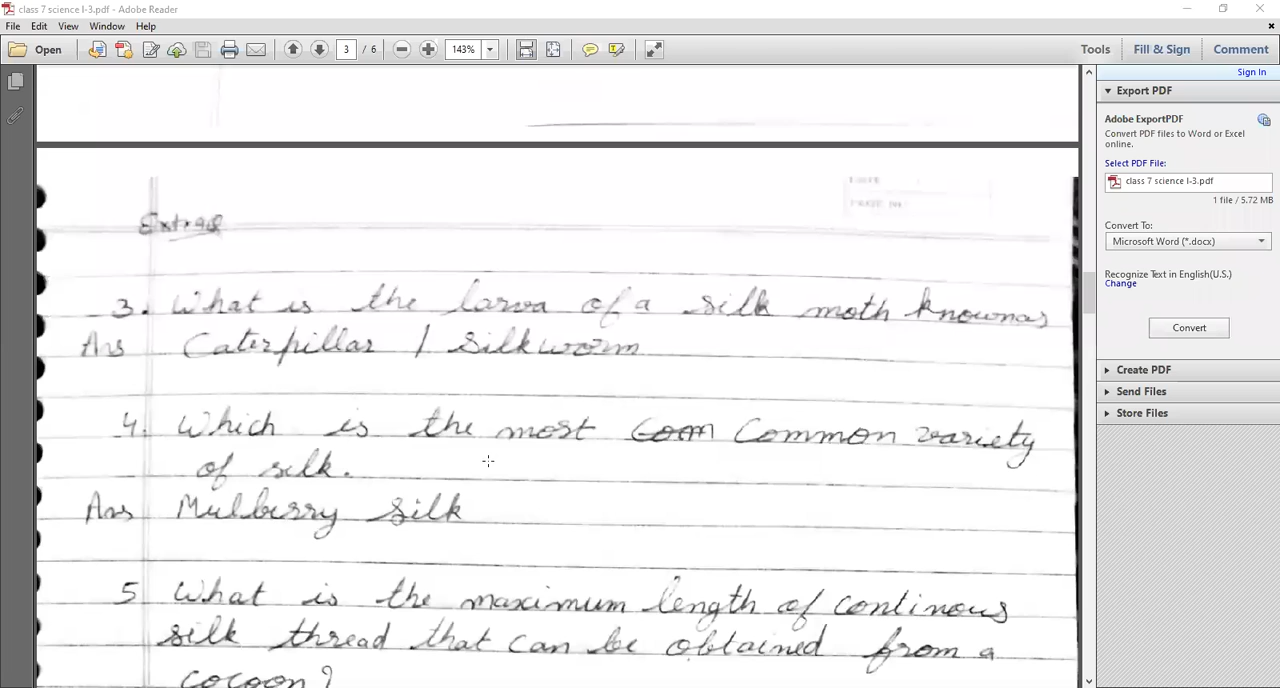 class 7 science I-3.pdf - Adobe Reader
File Edit View Window Help
Open 3 / 6 143% Tools Fill & Sign Comment
Sign In
Export PDF
Adobe ExportPDF
Convert PDF files to Word or Excel
online.
Select PDF File:
class 7 science I-3.pdf
1 file / 5.72 MB
Convert To:
Microsoft Word (*.docx)
Recognize Text in English(U.S.)
Change
Convert
Create PDF
Send Files
Store Files
3. What is the larva of a silk moth known as
Ans Caterpillar / Silkworm
4. Which is the most Common variety
of silk.
Ans Mulberry silk
5 What is the maximum length of continous
silk thread that can be obtained from a
cocoon?